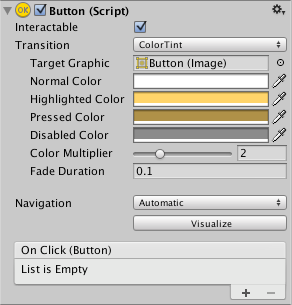 OK Button (Script)
Interactable
Transition ColorTint
Target Graphic Button (Image)
Normal Color
Highlighted Color
Pressed Color
Disabled Color
Color Multiplier 2
Fade Duration 0.1
Navigation Automatic
Visualize
On Click (Button)
List is Empty
+ −